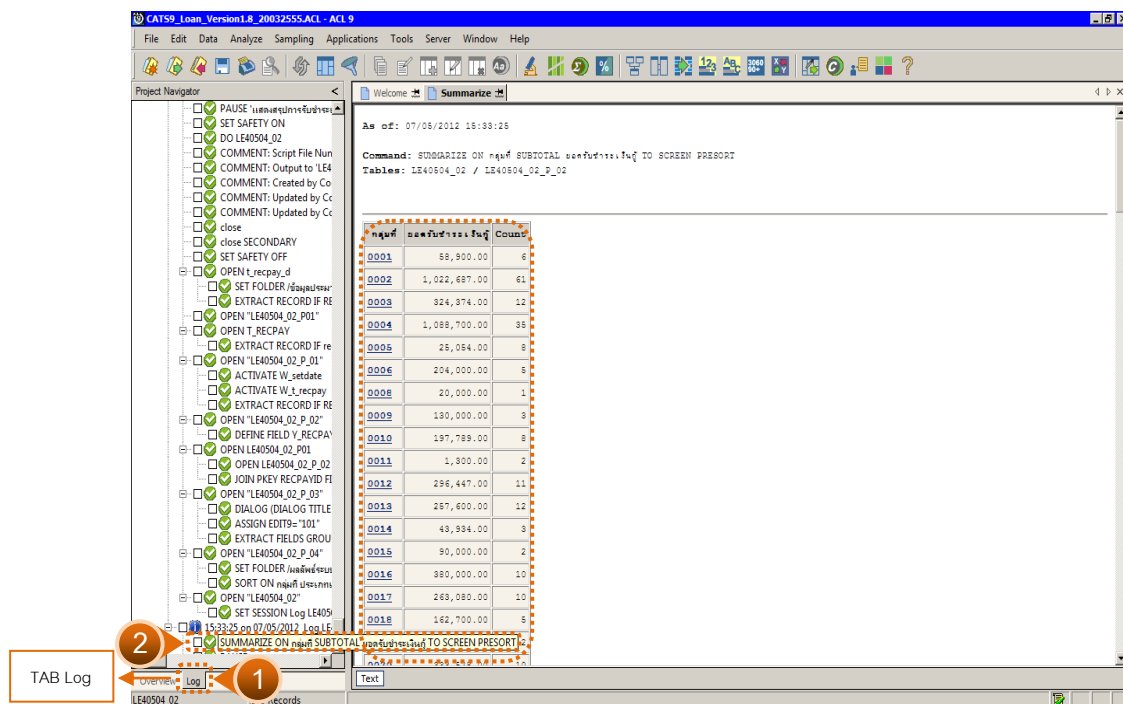 CATS9_Loan_Version1.8_20032555.ACL - ACL 9
File Edit Data Analyze Sampling Applications Tools Server Window Help
Project Navigator <
Welcome Summarize
PAUSE 'แสดงสรุปการรับชำระ
SET SAFETY ON
DO LE40504_02
COMMENT: Script File Num
COMMENT: Output to 'LE4
COMMENT: Created by Co
COMMENT: Updated by Cc
COMMENT: Updated by Cc
close
close SECONDARY
SET SAFETY OFF
OPEN t_recpay_d
SET FOLDER /ข้อมูลประมา
EXTRACT RECORD IF RE
OPEN "LE40504_02_P01"
OPEN T_RECPAY
EXTRACT RECORD IF re
OPEN "LE40504_02_P_01"
ACTIVATE W_setdate
ACTIVATE W_t_recpay
EXTRACT RECORD IF RE
OPEN "LE40504_02_P_02"
DEFINE FIELD Y_RECPAY
OPEN LE40504_02_P01
OPEN LE40504_02_P_02
JOIN PKEY RECPAYID FI
OPEN "LE40504_02_P_03"
DIALOG (DIALOG TITLE
ASSIGN EDIT9="101"
EXTRACT FIELDS GROU
OPEN "LE40504_02_P_04"
SET FOLDER /ผลลัพธ์ระบบ
SORT ON กลุ่มที่ ประเภท
OPEN "LE40504_02"
SET SESSION Log LE405
15:33:25 on 07/05/2012 Log LE
SUMMARIZE ON กลุ่มที่ SUBTOTAL ยอดรับชำระเงินกู้ TO SCREEN PRESORT
2
Overview Log
1
TAB Log
LE40504_02 Records
As of: 07/05/2012 15:33:25
Command: SUMMARIZE ON กลุ่มที่ SUBTOTAL ยอดรับชำระเงินกู้ TO SCREEN PRESORT
Tables: LE40504_02 / LE40504_02_P_02
กลุ่มที่ ยอดรับชำระเงินกู้ Count
0001 58,900.00 6
0002 1,022,687.00 61
0003 324,374.00 12
0004 1,088,700.00 35
0005 25,054.00 8
0006 204,000.00 5
0008 20,000.00 1
0009 130,000.00 3
0010 197,789.00 8
0011 1,300.00 2
0012 296,447.00 11
0013 257,600.00 12
0014 43,934.00 3
0015 90,000.00 2
0016 380,000.00 10
0017 263,080.00 10
0018 162,700.00 5
Text